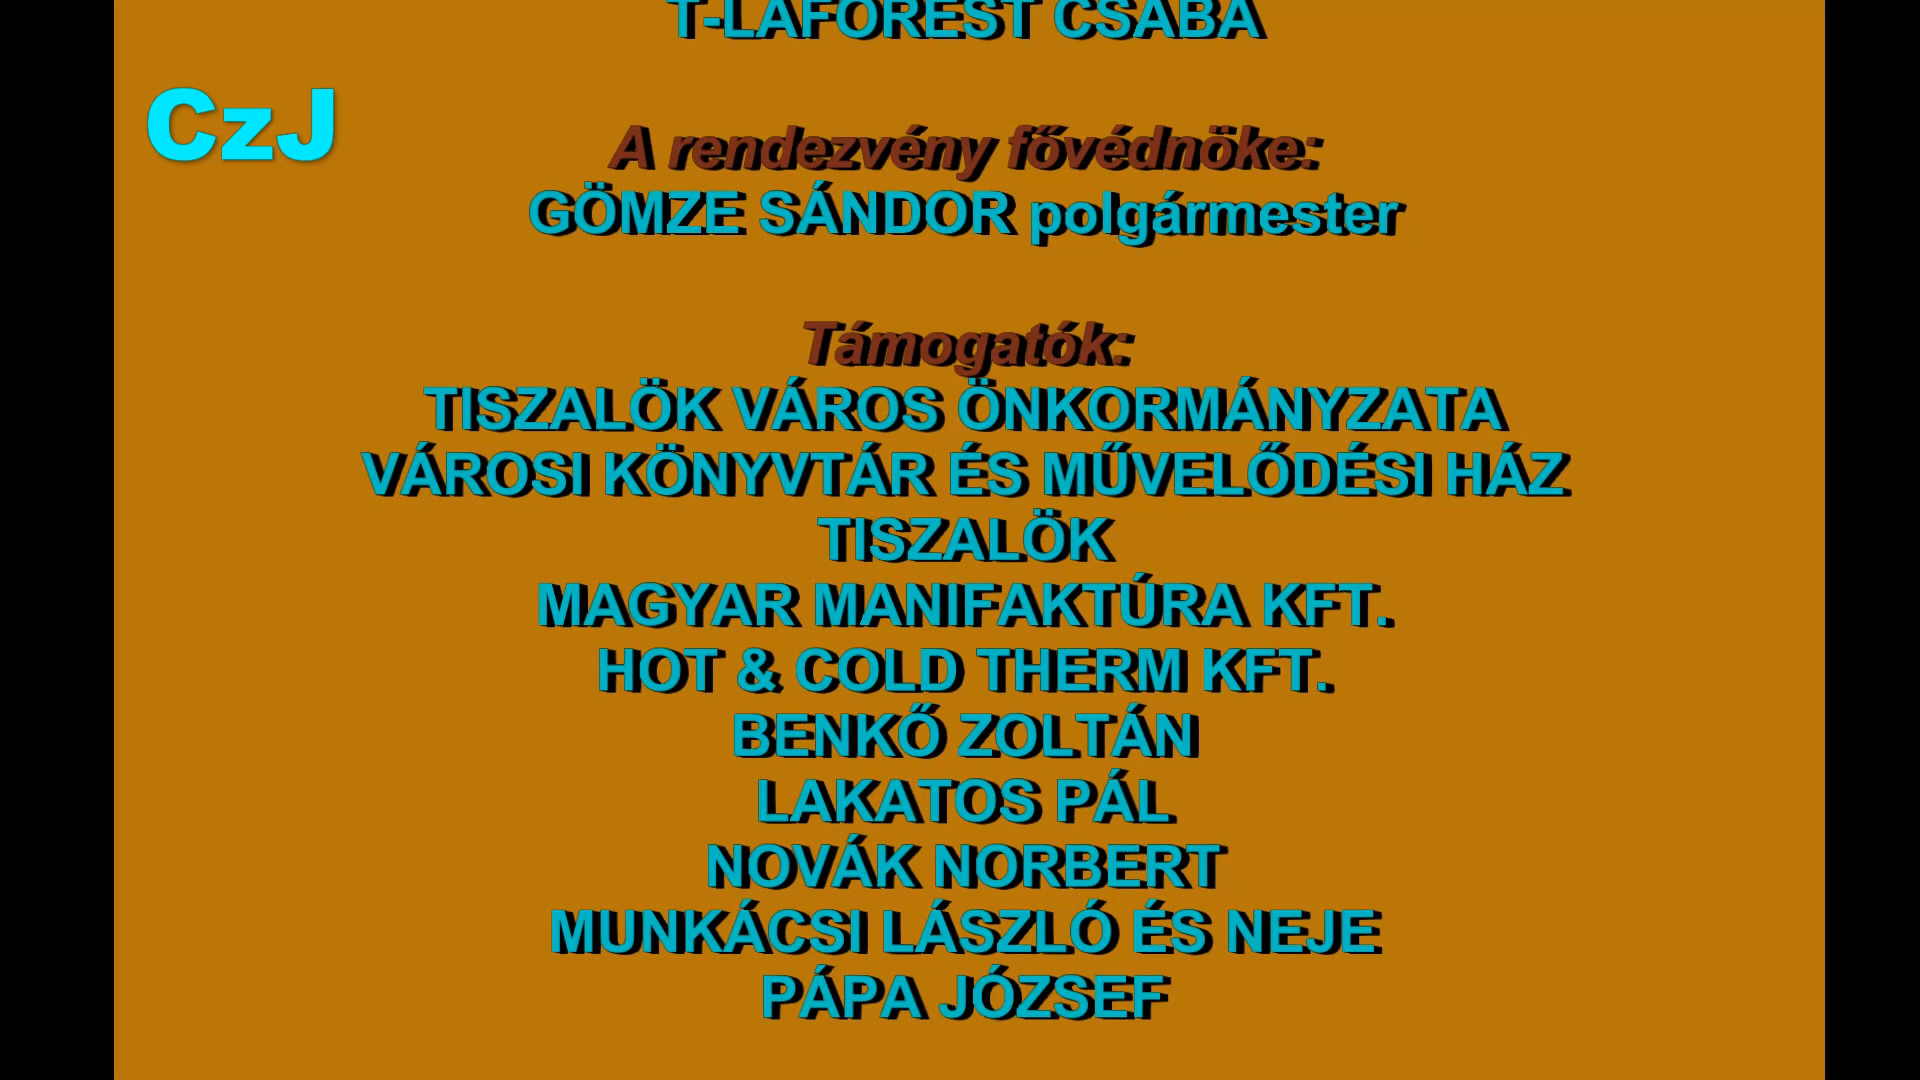 T-LAFOREST CSABA
CzJ
A rendezvény fővédnöke:
GÖMZE SÁNDOR polgármester
Támogatók:
TISZALÖK VÁROS ÖNKORMÁNYZATA
VÁROSI KÖNYVTÁR ÉS MŰVELŐDÉSI HÁZ
TISZALÖK
MAGYAR MANIFAKTÚRA KFT.
HOT & COLD THERM KFT.
BENKŐ ZOLTÁN
LAKATOS PÁL
NOVÁK NORBERT
MUNKÁCSI LÁSZLÓ ÉS NEJE
PÁPA JÓZSEF